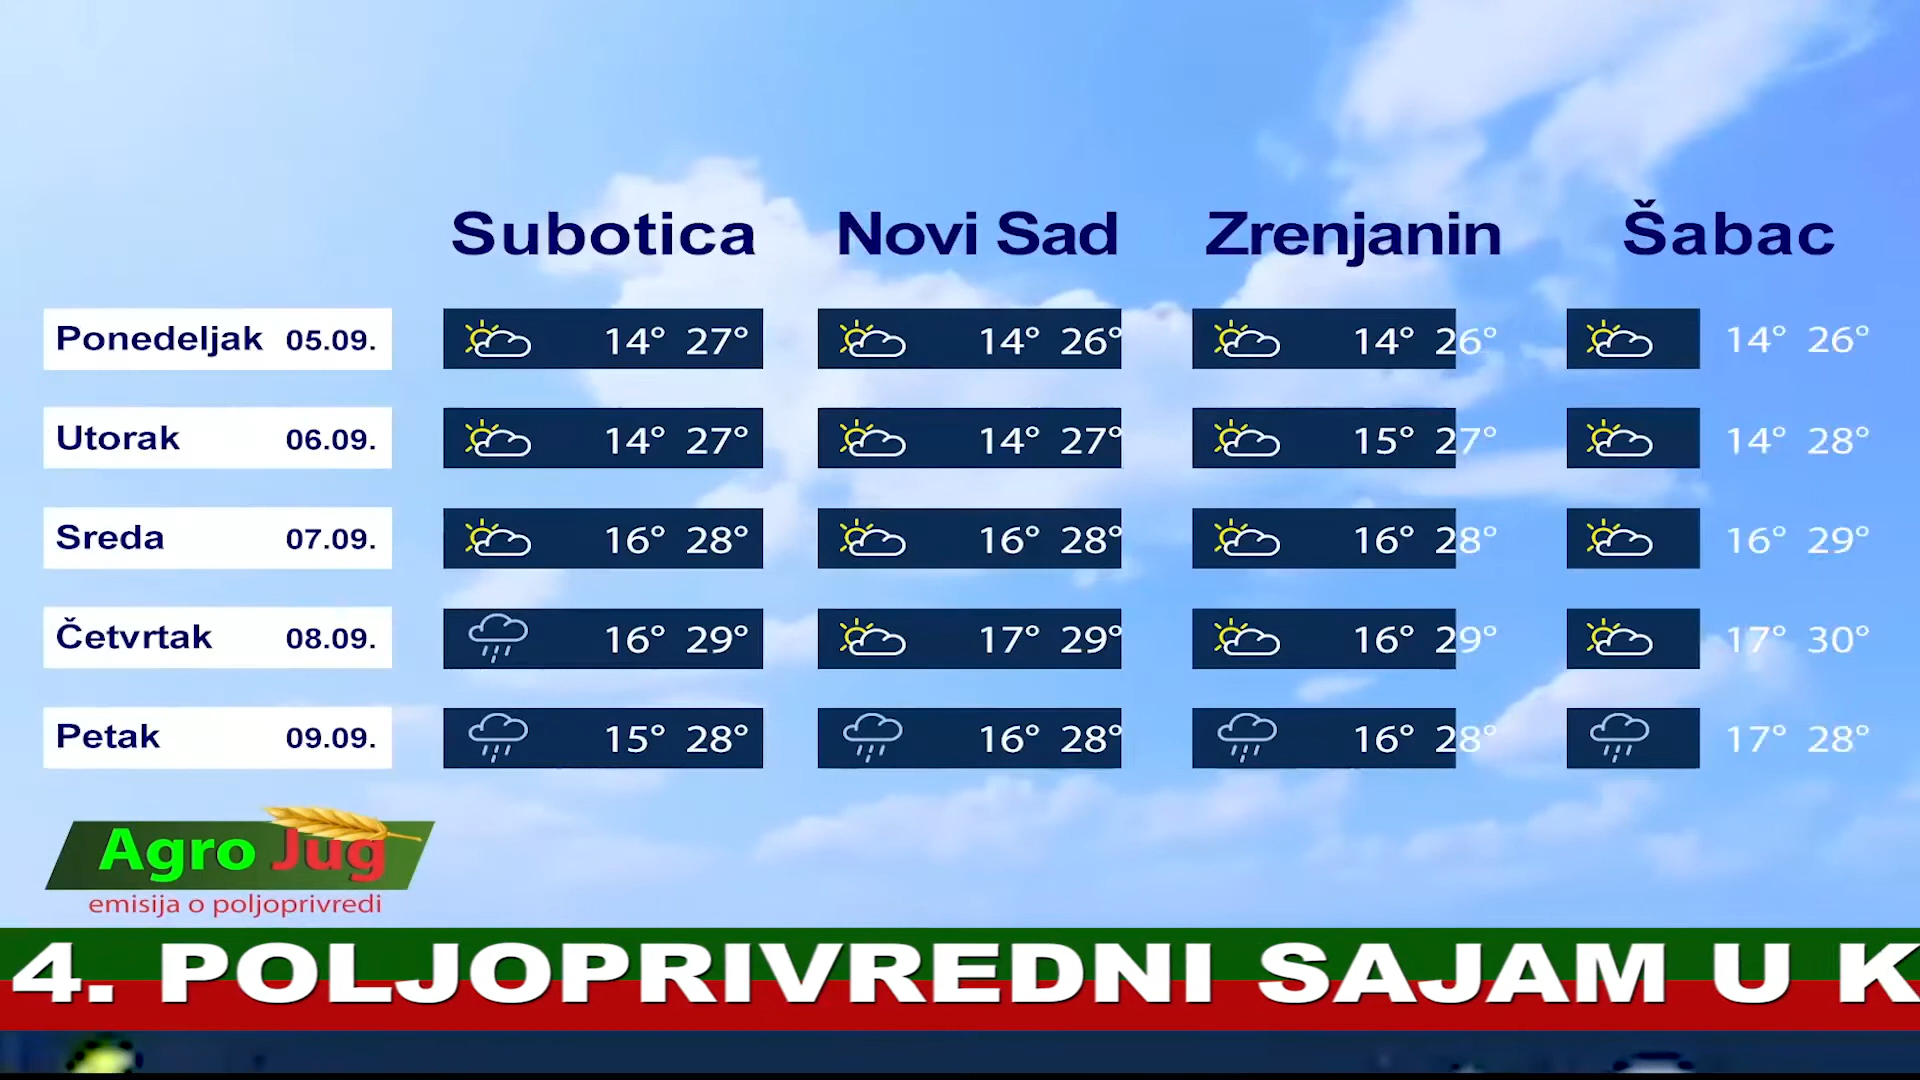 Subotica Novi Sad Zrenjanin Šabac
Ponedeljak 05.09. 14° 27° 14° 26° 14° 26° 14° 26°
Utorak 06.09. 14° 27° 14° 27° 15° 27° 14° 28°
Sreda 07.09. 16° 28° 16° 28° 16° 28° 16° 29°
Četvrtak 08.09. 16° 29° 17° 29° 16° 29° 17° 30°
Petak 09.09. 15° 28° 16° 28° 16° 28° 17° 28°
Agro Jug
emisija o poljoprivredi
4. POLJOPRIVREDNI SAJAM U K